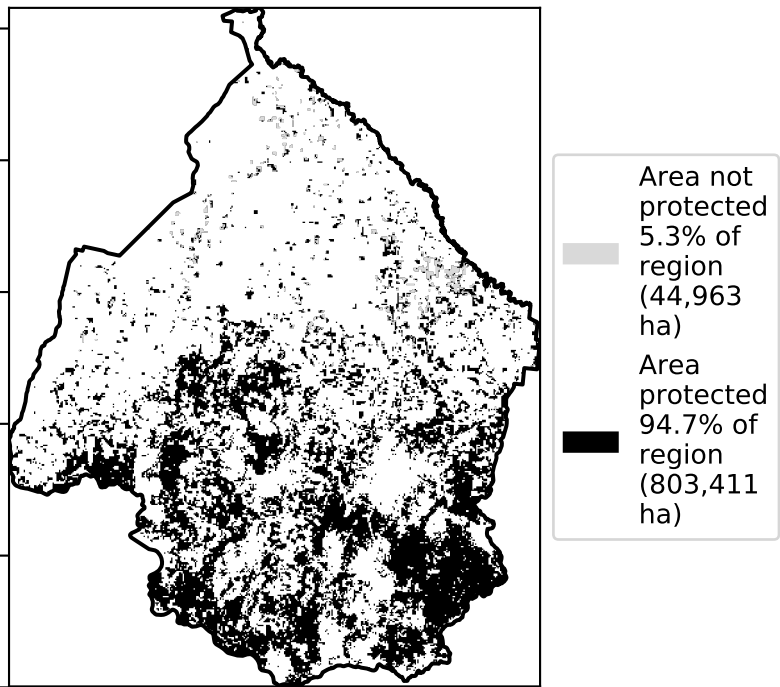 Area not
protected
5.3% of
region
(44,963
ha)
Area
protected
94.7% of
region
(803,411
ha)